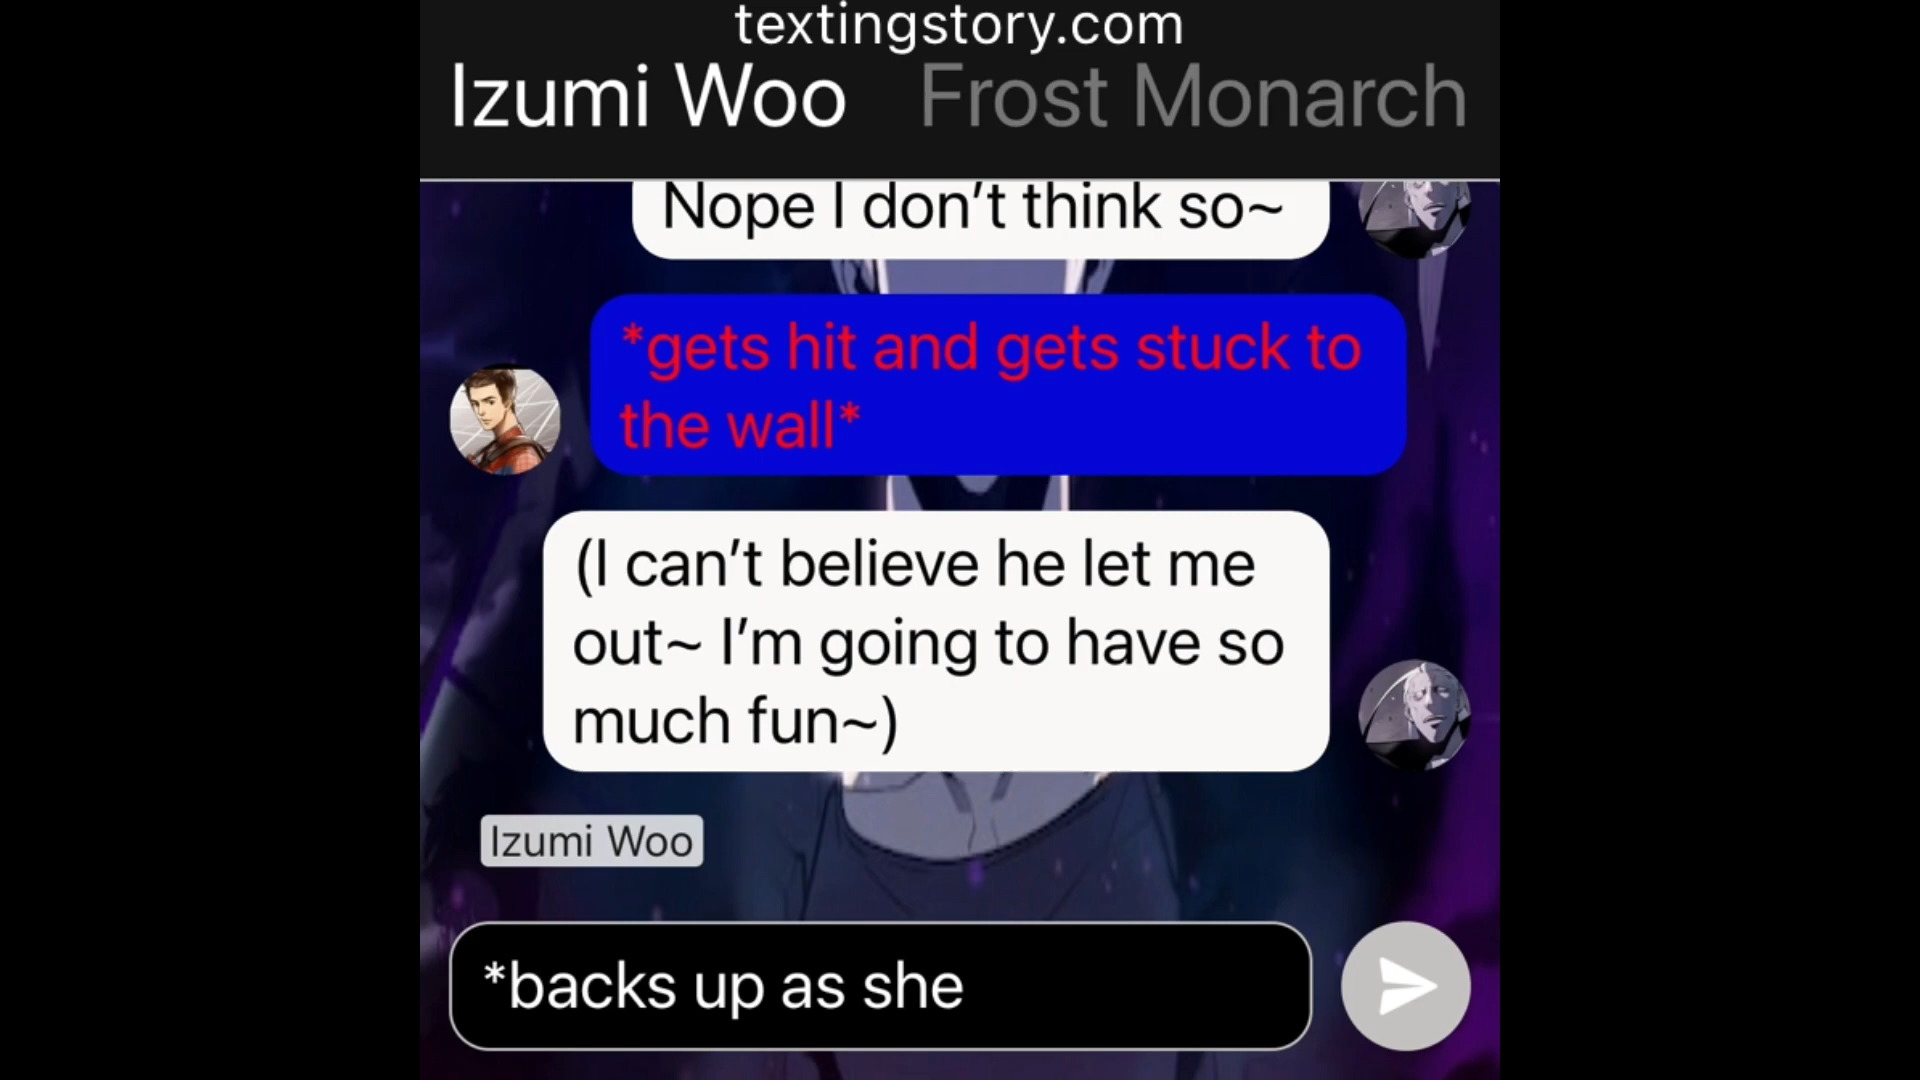 textingstory.com
Izumi Woo Frost Monarch
Nope I don’t think so~
*gets hit and gets stuck to
the wall*
(I can’t believe he let me
out~ I’m going to have so
much fun~)
Izumi Woo
*backs up as she